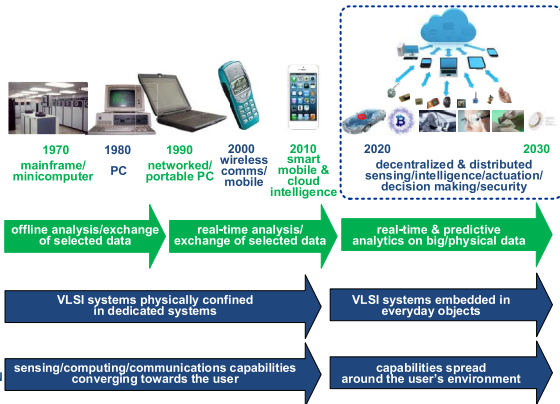 1970
mainframe/
minicomputer
1980
PC
1990
networked/
portable PC
2000
wireless
comms/
mobile
2010
smart
mobile &
cloud
intelligence
2020
2030
decentralized & distributed
sensing/intelligence/actuation/
decision making/security
offline analysis/exchange
of selected data
real-time analysis/
exchange of selected data
real-time & predictive
analytics on big/physical data
VLSI systems physically confined
in dedicated systems
VLSI systems embedded in
everyday objects
sensing/computing/communications capabilities
converging towards the user
capabilities spread
around the user's environment